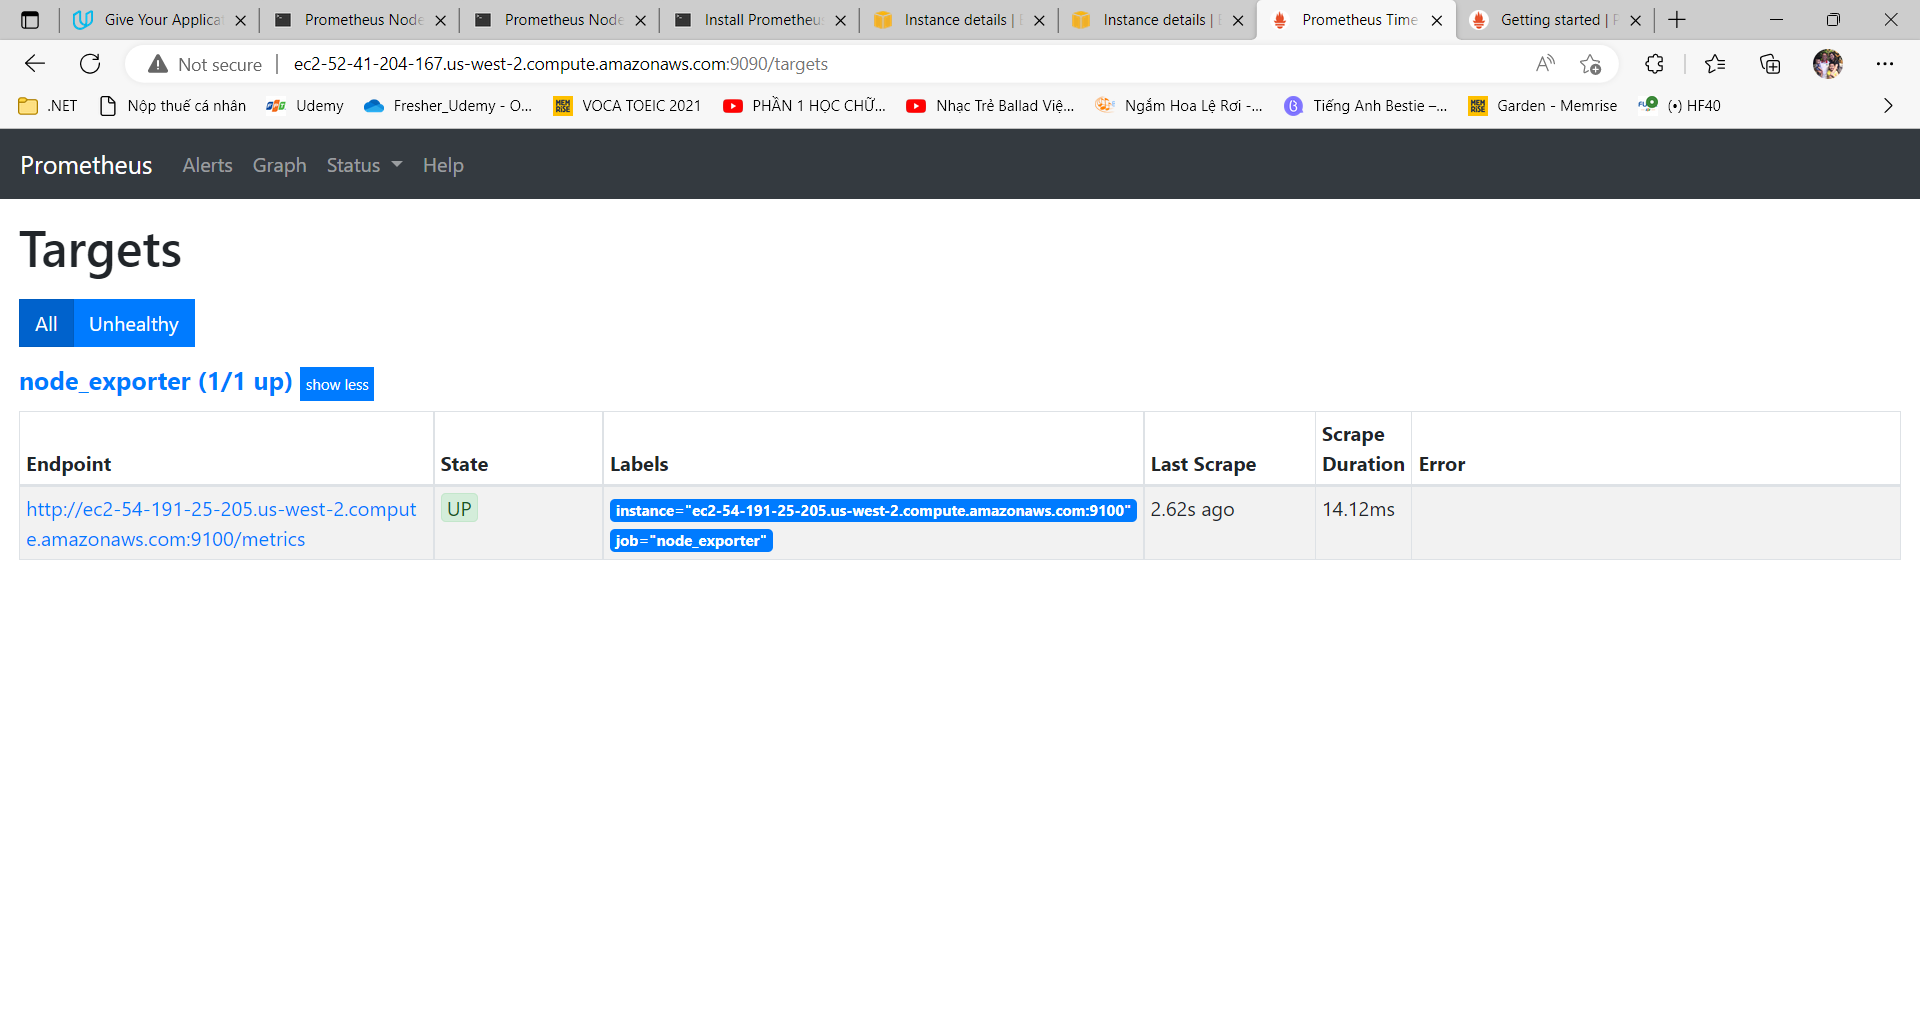 Give Your Applica
Prometheus Node
Prometheus Node
Install Prometheus
Instance details |
Instance details |
Prometheus Time
Getting started |
Not secure
ec2-52-41-204-167.us-west-2.compute.amazonaws.com:9090/targets
.NET
Nộp thuế cá nhân
Udemy
Fresher_Udemy - O...
VOCA TOEIC 2021
PHẦN 1 HỌC CHỮ...
Nhạc Trẻ Ballad Việ...
Ngắm Hoa Lệ Rơi -...
Tiếng Anh Bestie –...
Garden - Memrise
(•) HF40
Prometheus
Alerts
Graph
Status
Help
Targets
All
Unhealthy
node_exporter (1/1 up)
show less
Endpoint
State
Labels
Last Scrape
Scrape
Duration
Error
http://ec2-54-191-25-205.us-west-2.comput
e.amazonaws.com:9100/metrics
UP
instance="ec2-54-191-25-205.us-west-2.compute.amazonaws.com:9100"
job="node_exporter"
2.62s ago
14.12ms